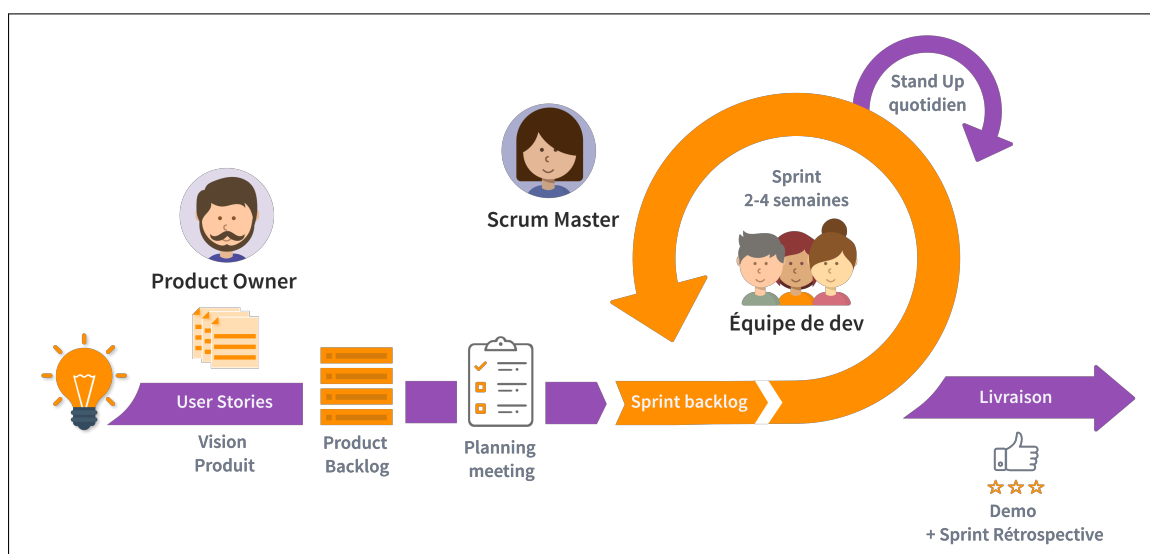 Stand Up
quotidien
Sprint
2-4 semaines
Scrum Master
Product Owner
Équipe de dev
User Stories
Sprint backlog
Livraison
Vision
Produit
Product
Backlog
Planning
meeting
Demo
+ Sprint Rétrospective